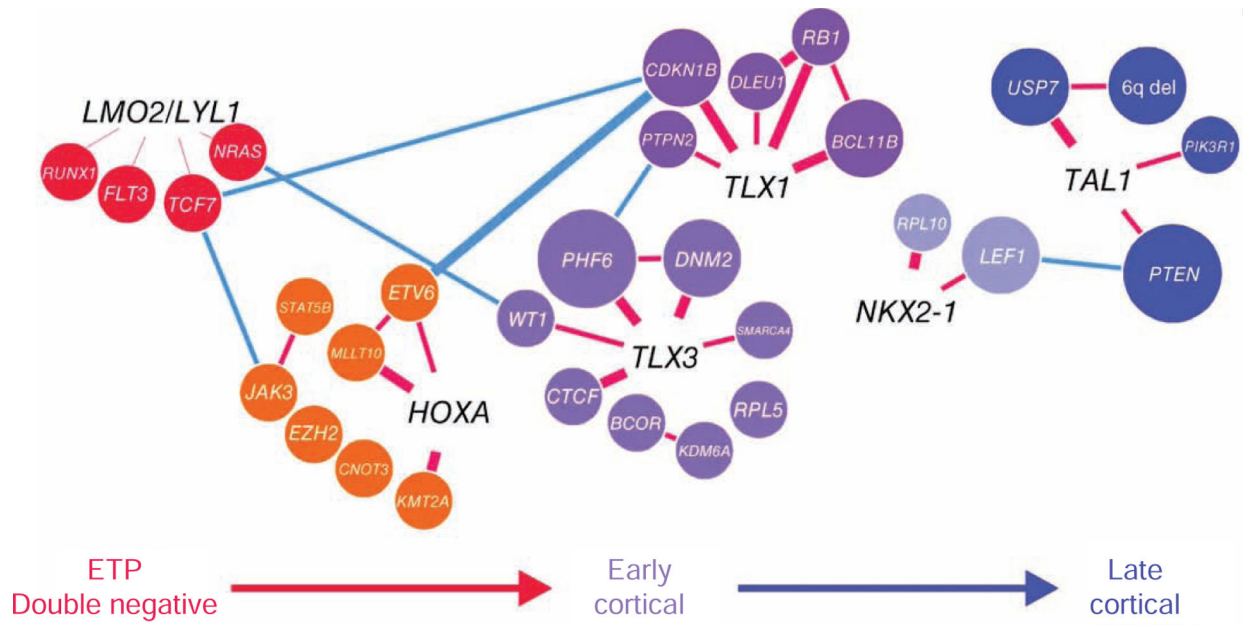 LMO2/LYL1
RUNX1
FLT3
TCF7
NRAS
STAT5B
ETV6
MLLT10
JAK3
EZH2
CNOT3
KMT2A
HOXA
CDKN1B
DLEU1
RB1
PTPN2
BCL11B
TLX1
PHF6
DNM2
WT1
SMARCA4
TLX3
CTCF
BCOR
RPL5
KDM6A
RPL10
LEF1
NKX2-1
USP7
6q del
PIK3R1
TAL1
PTEN
ETP
Double negative
Early
cortical
Late
cortical